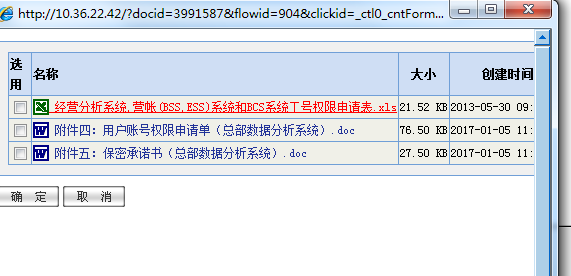 http://10.36.22.42/?docid=3991587&flowid=904&clickid=_ctl0_cntForm...
选用 名称 大小 创建时间
经营分析系统,营帐(BSS,ESS)系统和BCS系统工号权限申请表.xls 21.52 KB 2013-05-30 09:
附件四：用户账号权限申请单（总部数据分析系统）.doc 76.50 KB 2017-01-05 11:
附件五：保密承诺书（总部数据分析系统）.doc 27.50 KB 2017-01-05 11:
确 定 取 消